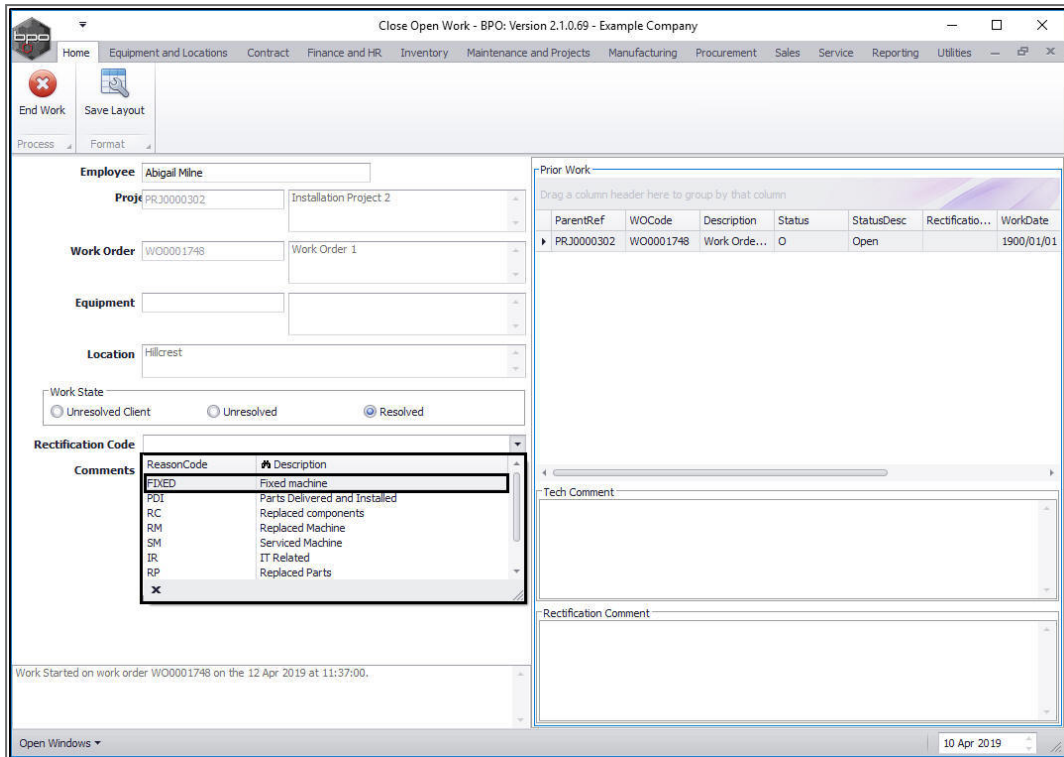 bpo
Close Open Work - BPO: Version 2.1.0.69 - Example Company
Home Equipment and Locations Contract Finance and HR Inventory Maintenance and Projects Manufacturing Procurement Sales Service Reporting Utilities
End Work Save Layout
Process Format
Employee Abigail Milne
Proje PRJ0000302 Installation Project 2
Work Order WO0001748 Work Order 1
Equipment
Location Hillcrest
Work State
Unresolved Client Unresolved Resolved
Rectification Code
Comments
ReasonCode Description
FIXED Fixed machine
PDI Parts Delivered and Installed
RC Replaced components
RM Replaced Machine
SM Serviced Machine
IR IT Related
RP Replaced Parts
Work Started on work order WO0001748 on the 12 Apr 2019 at 11:37:00.
Prior Work
Drag a column header here to group by that column
ParentRef WOCode Description Status StatusDesc Rectificatio... WorkDate
PRJ0000302 WO0001748 Work Orde... O Open 1900/01/01
Tech Comment
Rectification Comment
Open Windows 10 Apr 2019